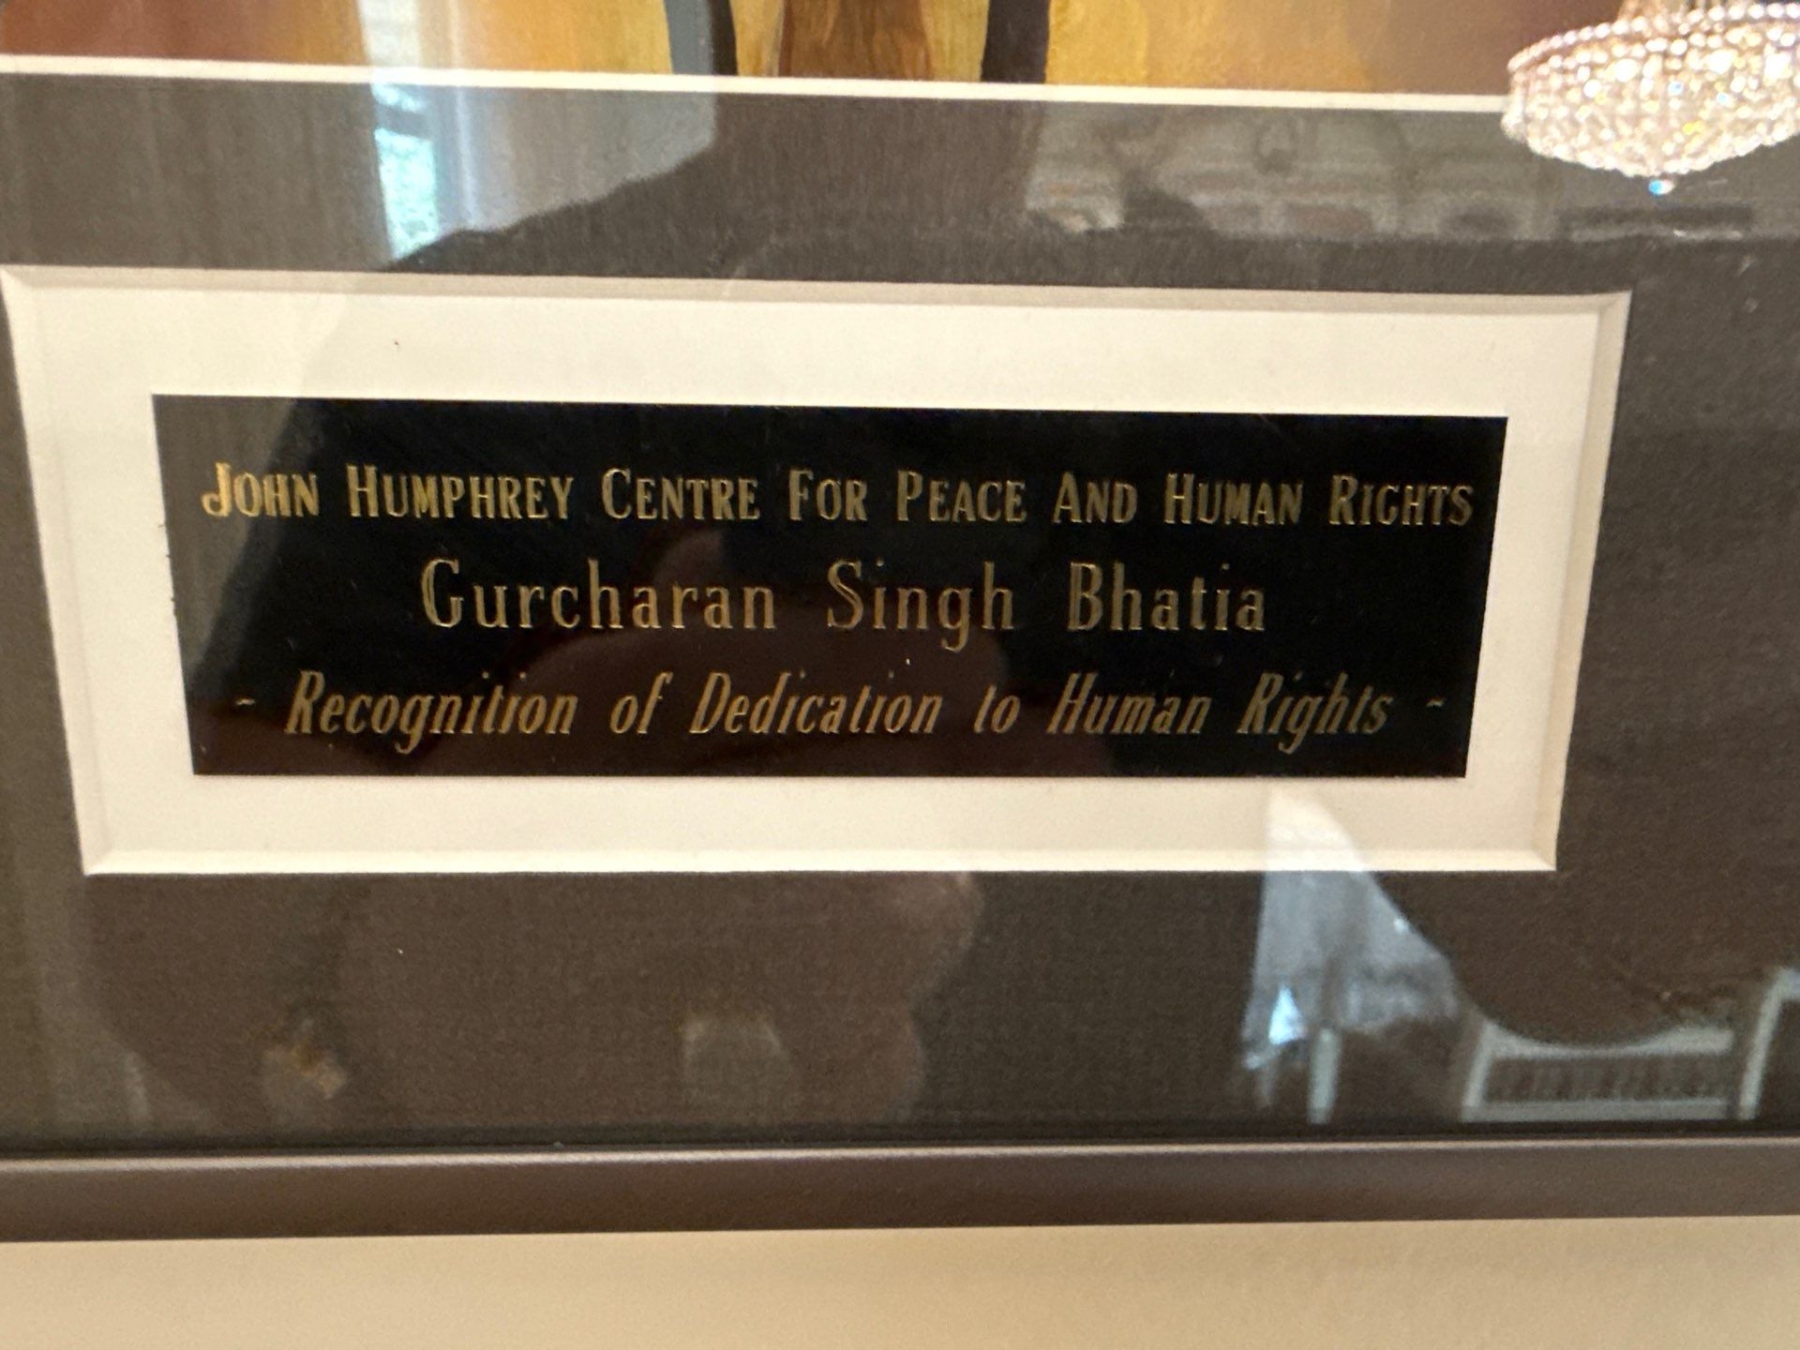 John Humphrey Centre For Peace And Human Rights
Gurcharan Singh Bhatia
~ Recognition of Dedication to Human Rights ~